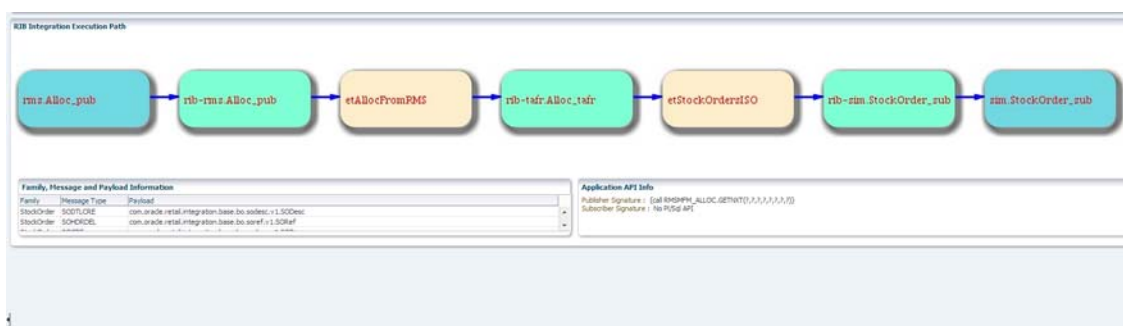 RIB Integration Execution Path
rms.Alloc_pub
rib-rms.Alloc_pub
etAllocFromRMS
rib-tafr.Alloc_tafr
etStockOrdersISO
rib-sim.StockOrder_sub
sim.StockOrder_sub
Family, Message and Payload Information
Family Message Type Payload
StockOrder SODTLCRE com.oracle.retail.integration.base.bo.sodesc.v1.SODesc
StockOrder SOHDRDEL com.oracle.retail.integration.base.bo.soref.v1.SORef
Application API Info
Publisher Signature : {call RMSMFM_ALLOC.GETNXT(?,?,?,?,?,?,?,?)}
Subscriber Signature : No Pl/Sql API